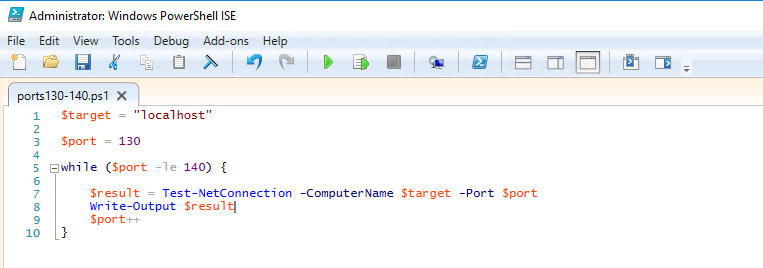 Administrator: Windows PowerShell ISE
File Edit View Tools Debug Add-ons Help
ports130-140.ps1
1 $target = "localhost"
2
3 $port = 130
4
5 while ($port -le 140) {
6
7 $result = Test-NetConnection -ComputerName $target -Port $port
8 Write-Output $result
9 $port++
10 }